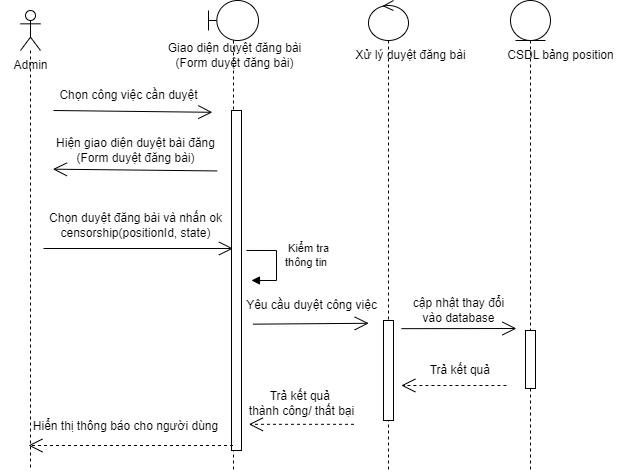 Admin
Giao diện duyệt đăng bài
(Form duyệt đăng bài)
Xử lý duyệt đăng bài
CSDL bảng position
Chọn công việc cần duyệt
Hiện giao diện duyệt bài đăng
(Form duyệt đăng bài)
Chọn duyệt đăng bài và nhấn ok
censorship(positionId, state)
Kiểm tra
thông tin
Yêu cầu duyệt công việc
cập nhật thay đổi
vào database
Trả kết quả
Trả kết quả
thành công/ thất bại
Hiển thị thông báo cho người dùng